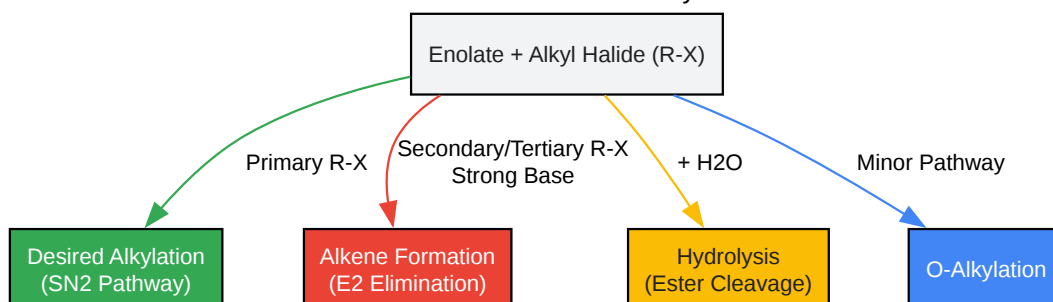 Enolate + Alkyl Halide (R-X)
Primary R-X
Secondary/Tertiary R-X
Strong Base
+ H2O
Minor Pathway
Desired Alkylation
(SN2 Pathway)
Alkene Formation
(E2 Elimination)
Hydrolysis
(Ester Cleavage)
O-Alkylation